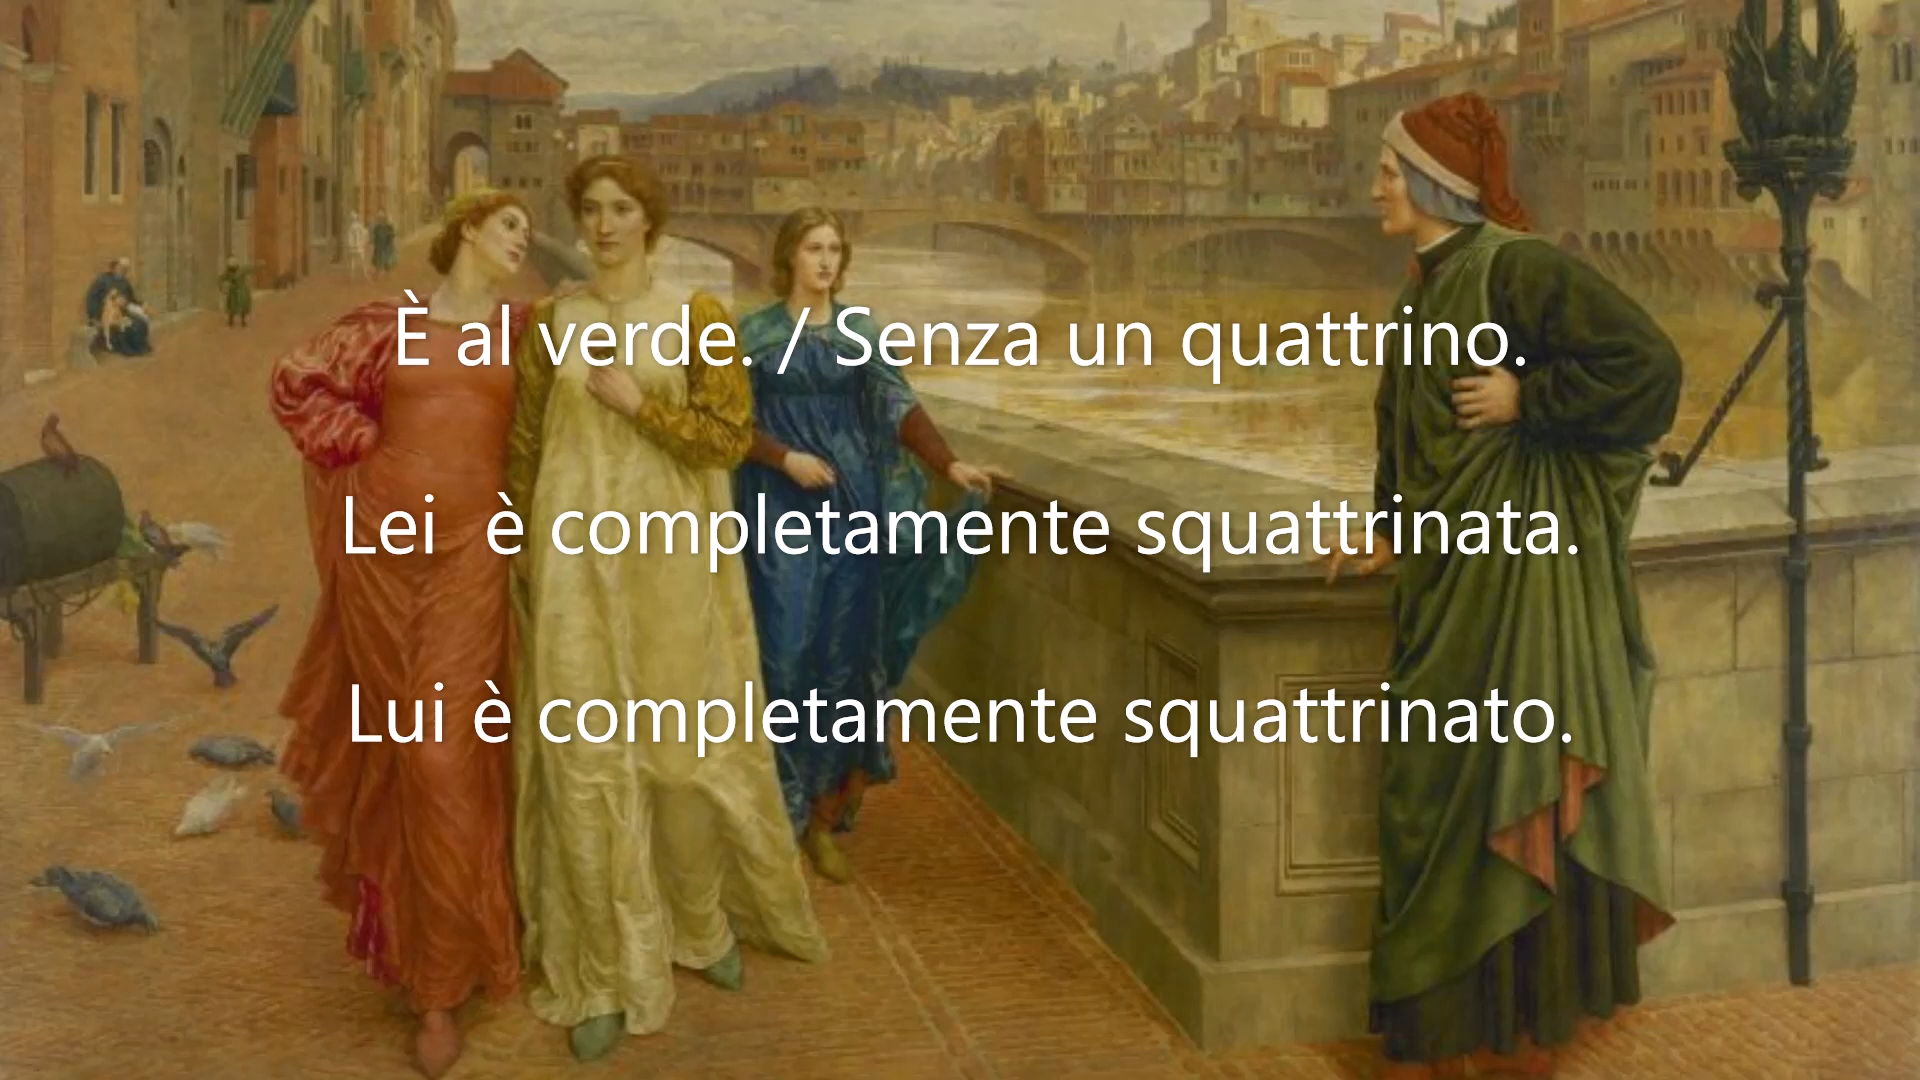 È al verde. / Senza un quattrino.
Lei  è completamente squattrinata.
Lui è completamente squattrinato.